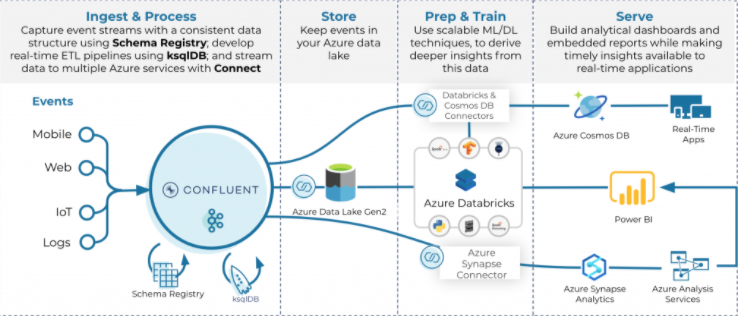 Ingest & Process
Capture event streams with a consistent data
structure using Schema Registry; develop
real-time ETL pipelines using ksqlDB; and stream
data to multiple Azure services with Connect
Store
Keep events in
your Azure data
lake
Prep & Train
Use scalable ML/DL
techniques, to derive
deeper insights from
this data
Serve
Build analytical dashboards and
embedded reports while making
timely insights available to
real-time applications
Events
Mobile
Web
IoT
Logs
CONFLUENT
Schema Registry
ksqlDB
Azure Data Lake Gen2
Databricks &
Cosmos DB
Connectors
Azure Databricks
Azure
Synapse
Connector
Azure Cosmos DB
Real-Time
Apps
Power BI
Azure Synapse
Analytics
Azure Analysis
Services